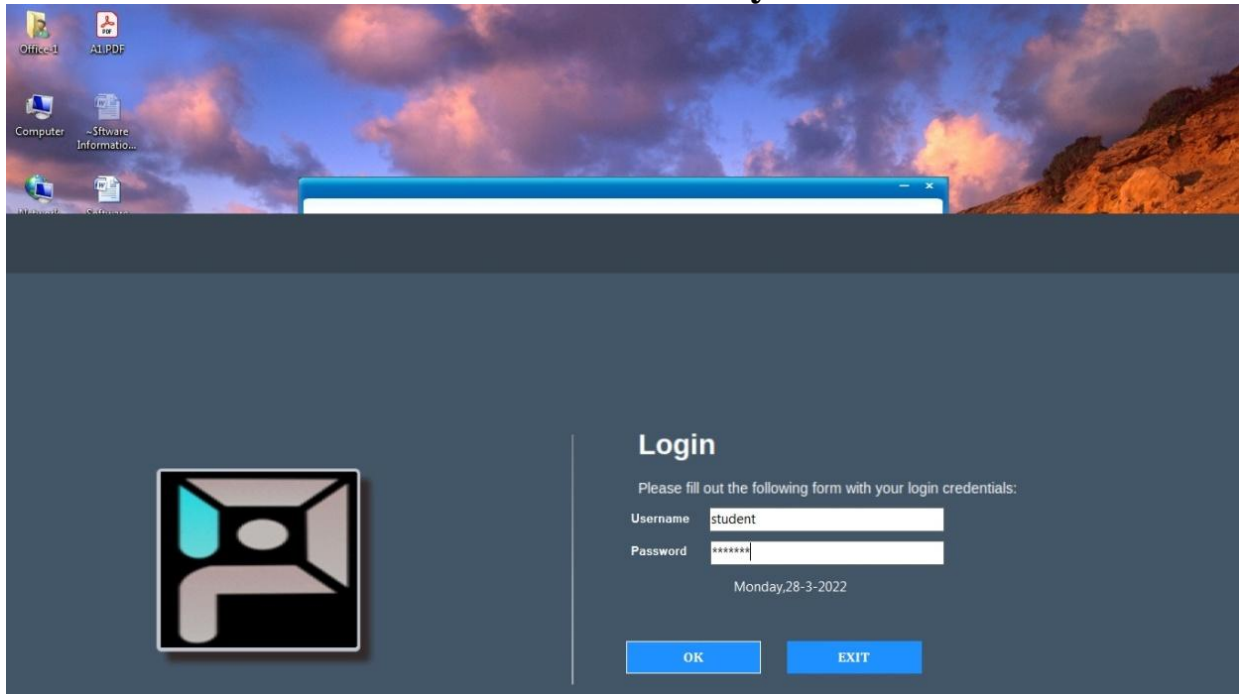 Office-1
A1.PDF
Computer
~Sftware
Informatio...
Login
Please fill out the following form with your login credentials:
Username
student
Password
*******
Monday,28-3-2022
OK
EXIT